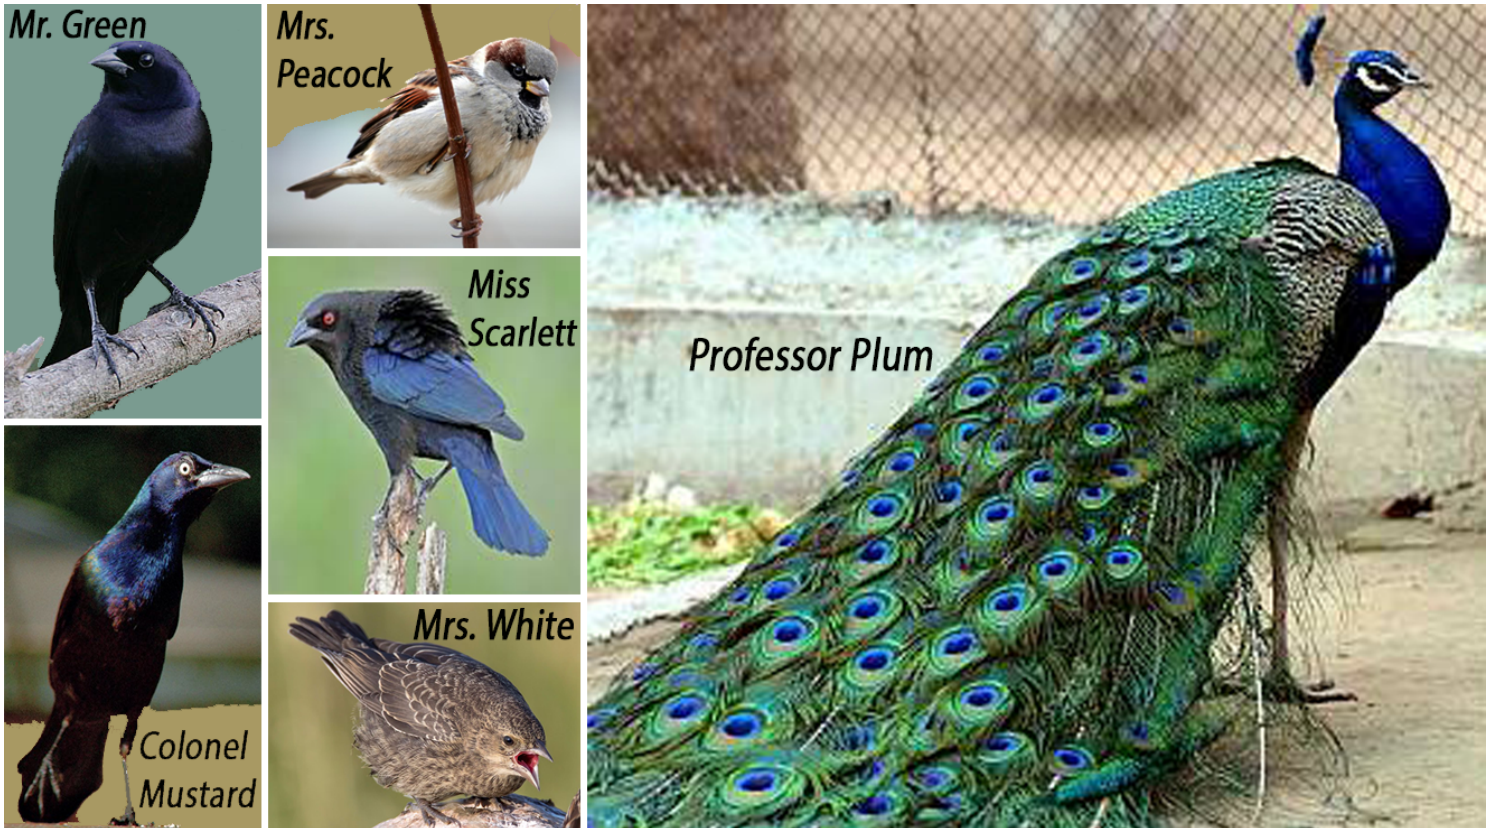 Mr. Green
Mrs.
Peacock
Miss
Scarlett
Professor Plum
Colonel
Mustard
Mrs. White